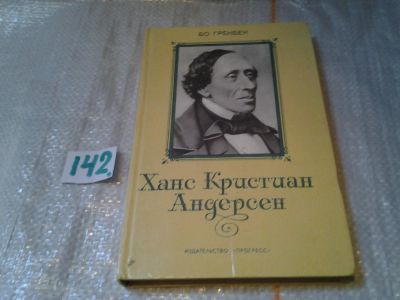 БО ГРЕНБЕК
142
Ханс Кристиан
Андерсен
ИЗДАТЕЛЬСТВО «ПРОГРЕСС»